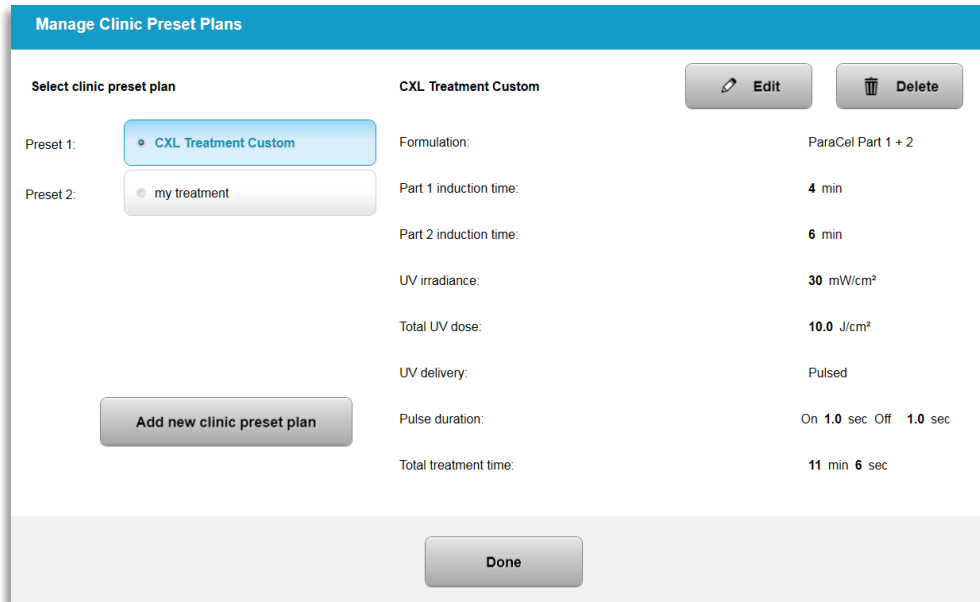 Manage Clinic Preset Plans
Select clinic preset plan
CXL Treatment Custom
Edit
Delete
Preset 1:
CXL Treatment Custom
Preset 2:
my treatment
Add new clinic preset plan
Formulation: ParaCel Part 1 + 2
Part 1 induction time: 4 min
Part 2 induction time: 6 min
UV irradiance: 30 mW/cm²
Total UV dose: 10.0 J/cm²
UV delivery: Pulsed
Pulse duration: On 1.0 sec Off 1.0 sec
Total treatment time: 11 min 6 sec
Done